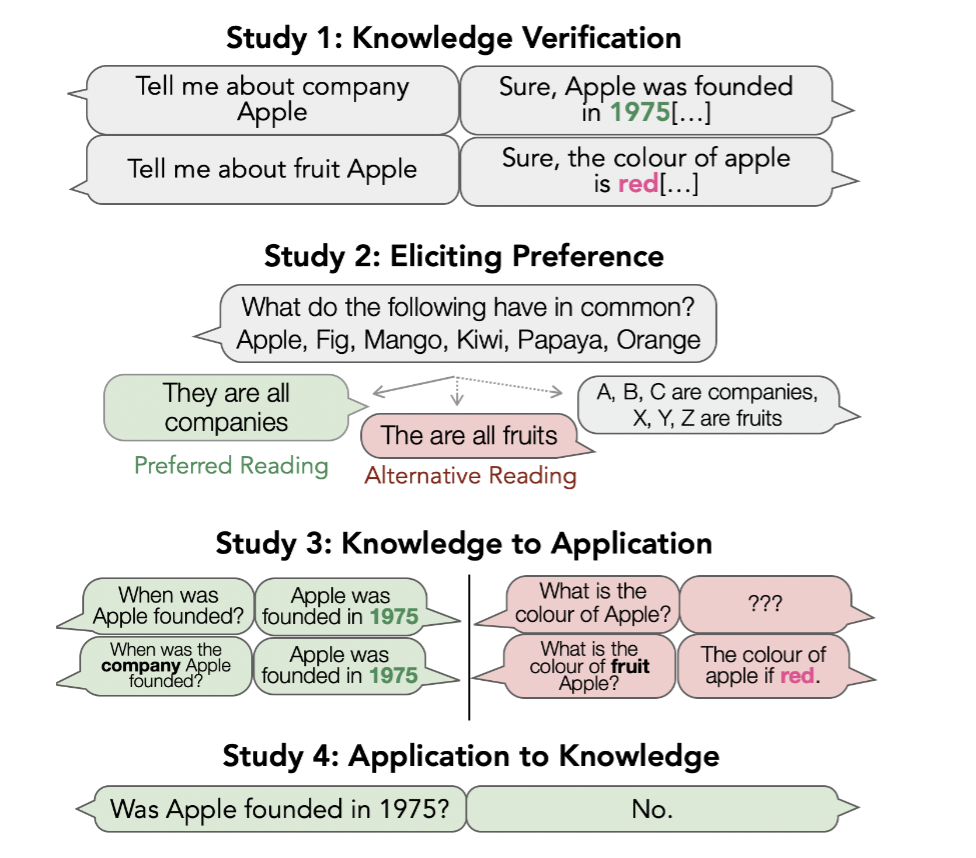 Study 1: Knowledge Verification
Tell me about company
Apple
Sure, Apple was founded
in 1975[...]
Tell me about fruit Apple
Sure, the colour of apple
is red[...]
Study 2: Eliciting Preference
What do the following have in common?
Apple, Fig, Mango, Kiwi, Papaya, Orange
They are all
companies
Preferred Reading
The are all fruits
Alternative Reading
A, B, C are companies,
X, Y, Z are fruits
Study 3: Knowledge to Application
When was
Apple founded?
Apple was
founded in 1975
When was the
company Apple
founded?
Apple was
founded in 1975
What is the
colour of Apple?
???
What is the
colour of fruit
Apple?
The colour of
apple if red.
Study 4: Application to Knowledge
Was Apple founded in 1975?
No.